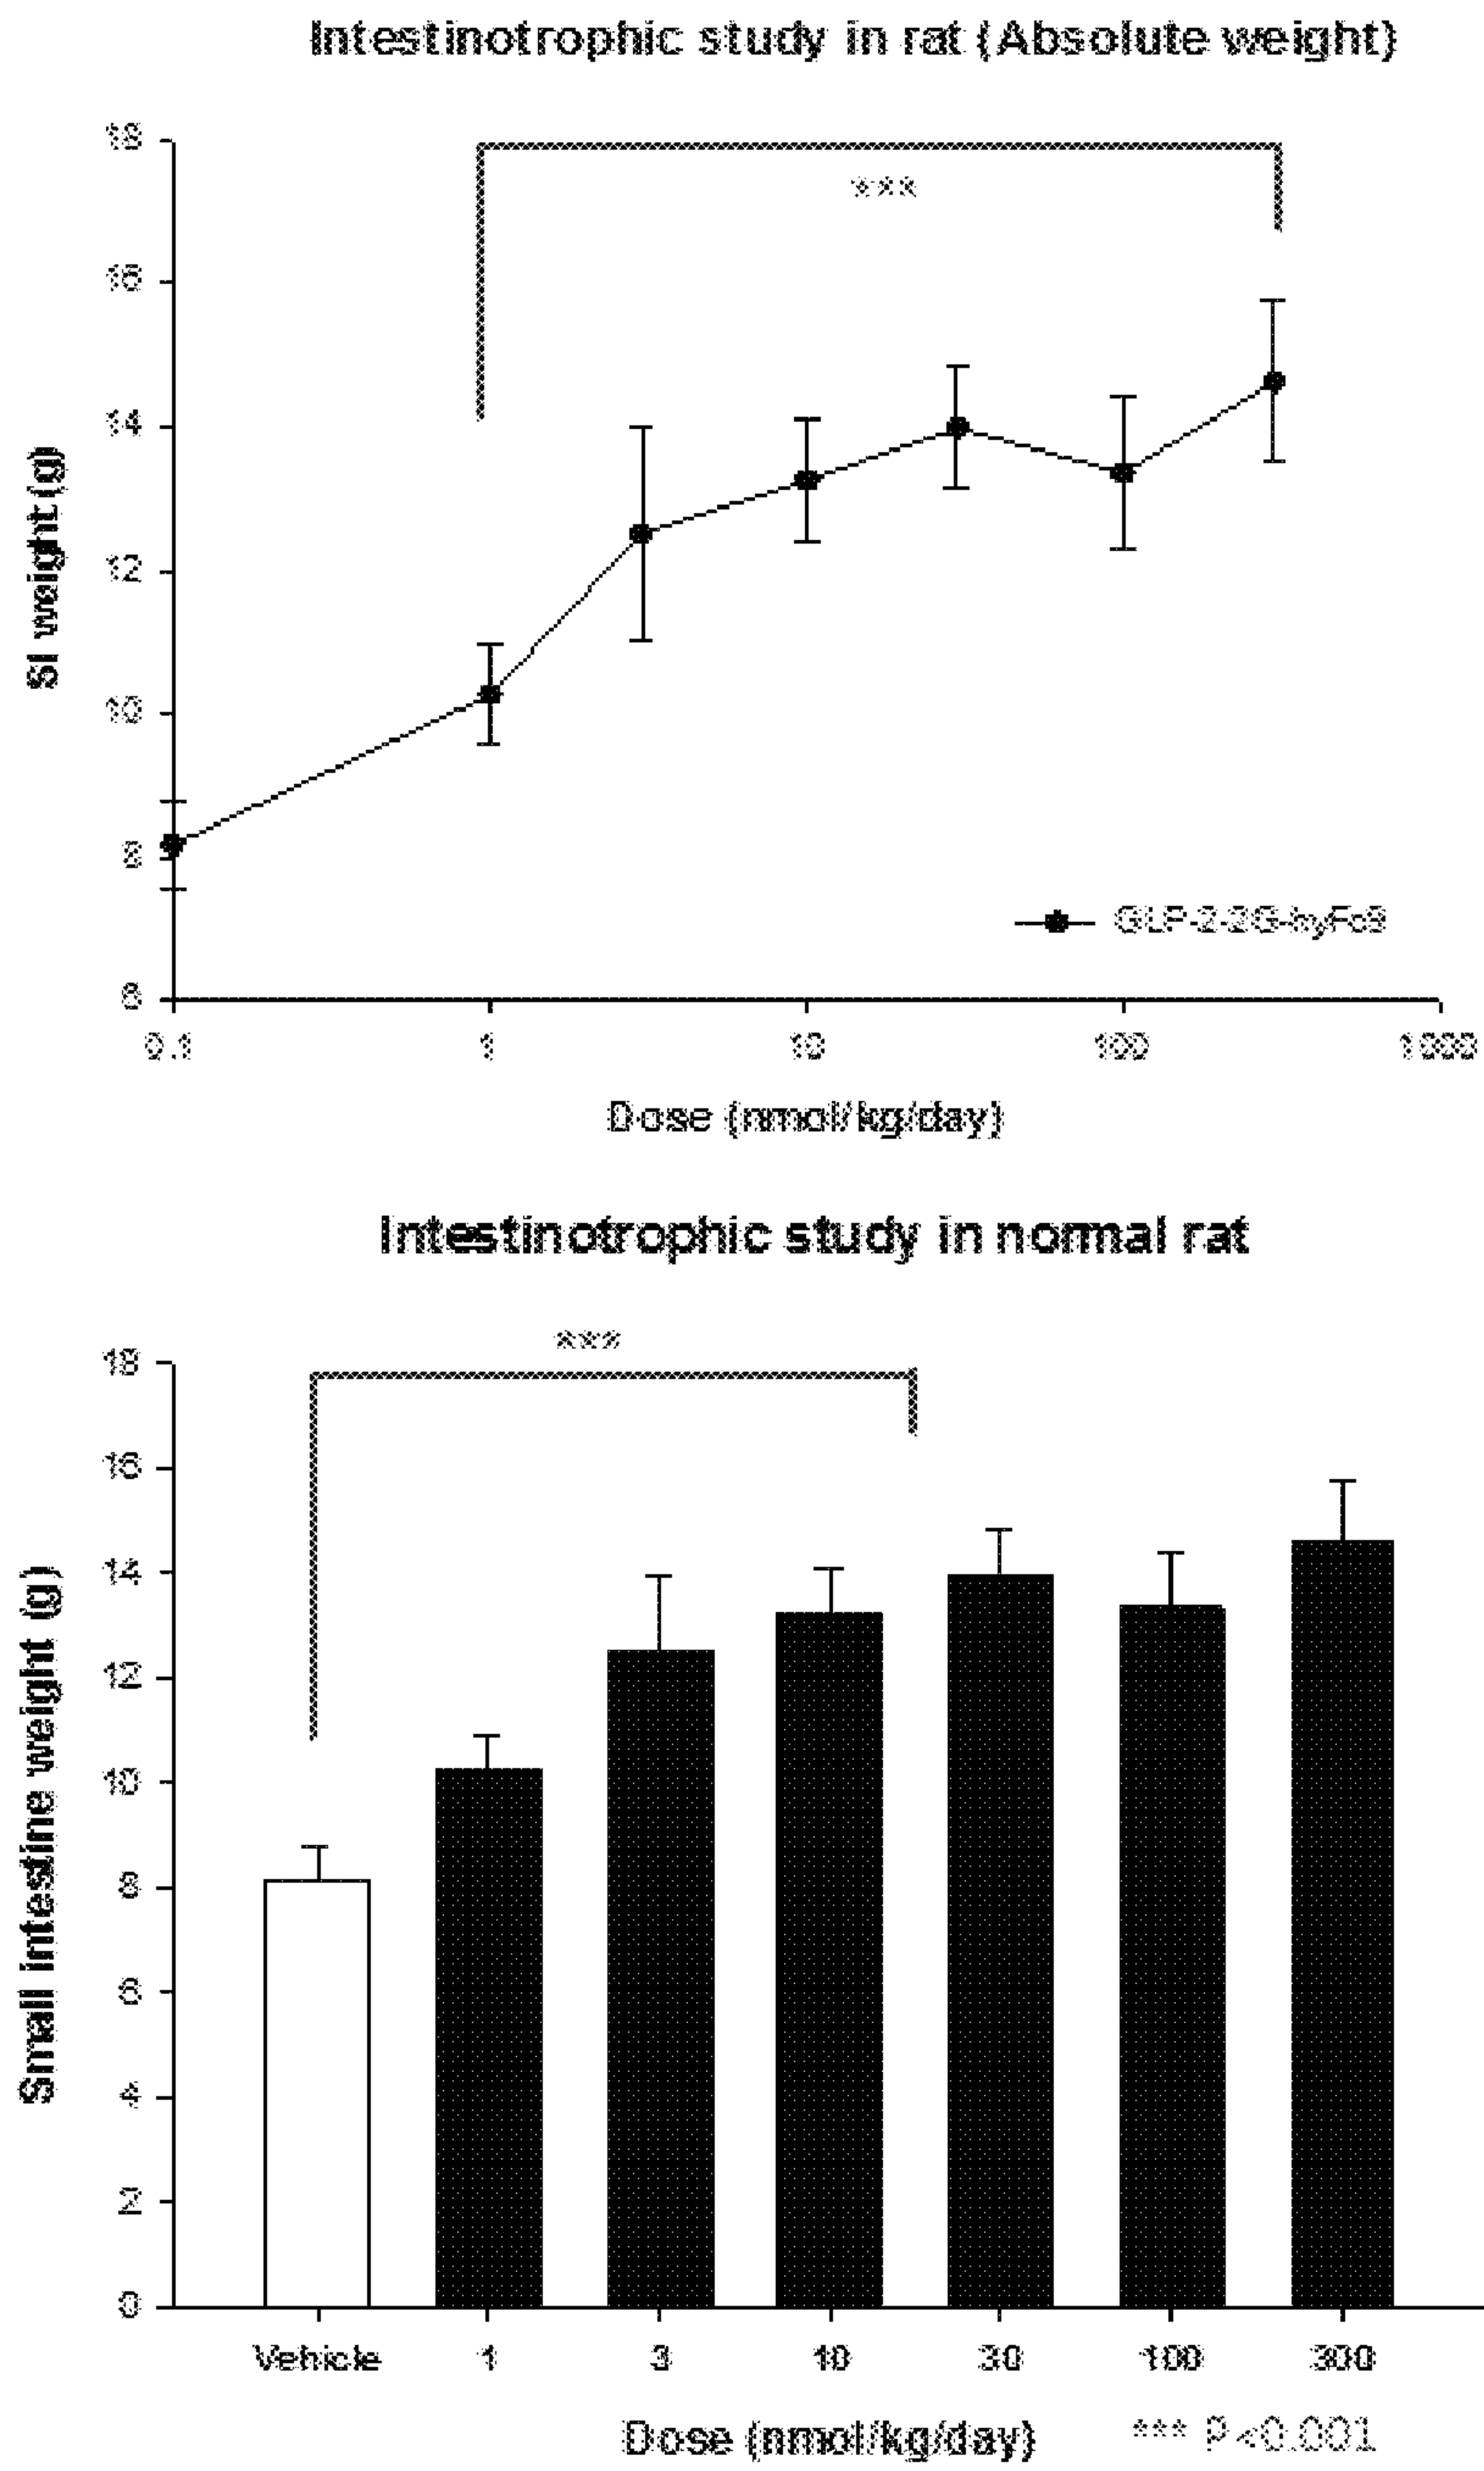 Intestinotrophic study in rat (Absolute weight)
18
***
16
14
12
10
8
6
SI weight (g)
GLP-2-2G-hyFc9
0.1
1
10
100
1000
Dose (nmol/kg/day)
Intestinotrophic study in normal rat
***
18
16
14
12
10
8
6
4
2
0
Small intestine weight (g)
Vehicle 1 3 10 30 100 300
Dose (nmol/kg/day)
*** P<0.001